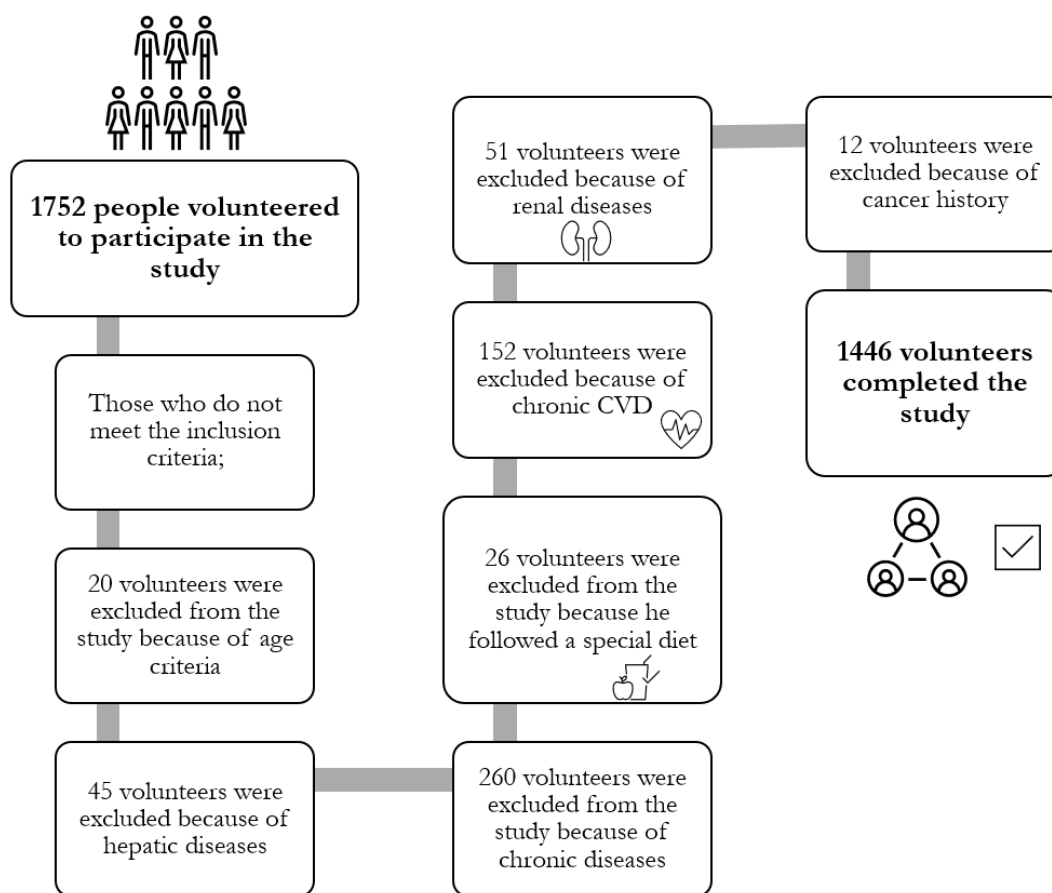 1752 people volunteered
to participate in the
study
Those who do not
meet the inclusion
criteria;
20 volunteers were
excluded from the
study because of age
criteria
45 volunteers were
excluded because of
hepatic diseases
260 volunteers were
excluded from the
study because of
chronic diseases
26 volunteers were
excluded from the
study because he
followed a special diet
152 volunteers were
excluded because of
chronic CVD
51 volunteers were
excluded because of
renal diseases
12 volunteers were
excluded because of
cancer history
1446 volunteers
completed the
study